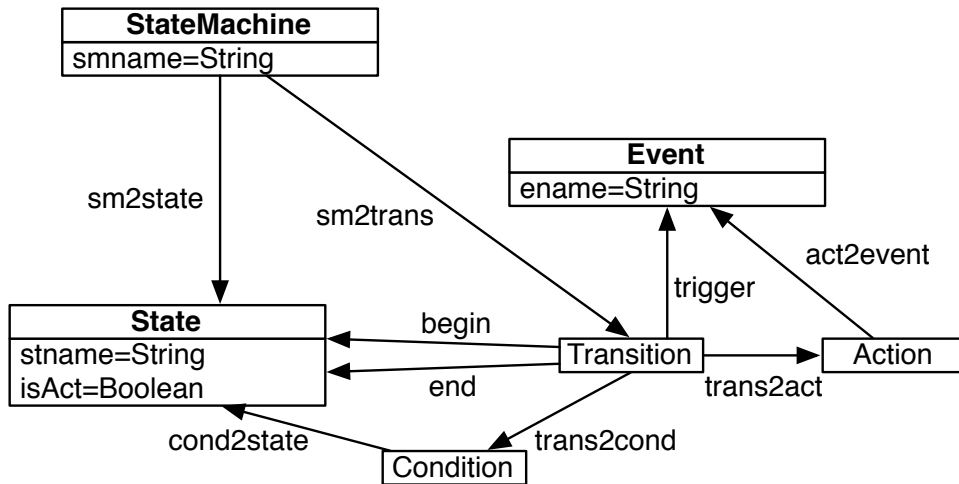 StateMachine
smname=String
Event
ename=String
sm2state
sm2trans
act2event
trigger
State
stname=String
isAct=Boolean
begin
end
Transition
trans2act
Action
cond2state
trans2cond
Condition